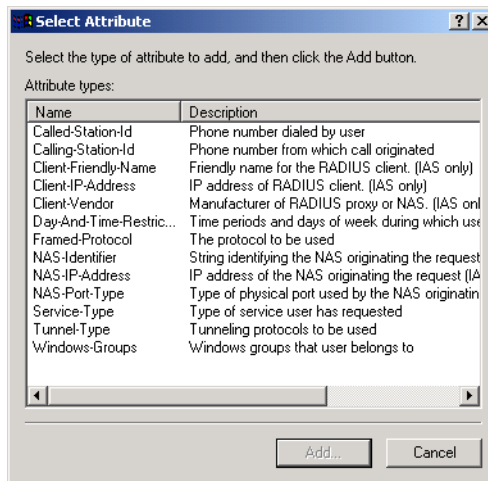 Select Attribute
Select the type of attribute to add, and then click the Add button.
Attribute types:
Name Description
Called-Station-Id Phone number dialed by user
Calling-Station-Id Phone number from which call originated
Client-Friendly-Name Friendly name for the RADIUS client. (IAS only)
Client-IP-Address IP address of RADIUS client. (IAS only)
Client-Vendor Manufacturer of RADIUS proxy or NAS. (IAS onl
Day-And-Time-Restric... Time periods and days of week during which use
Framed-Protocol The protocol to be used
NAS-Identifier String identifying the NAS originating the request
NAS-IP-Address IP address of the NAS originating the request (IA
NAS-Port-Type Type of physical port used by the NAS originatin
Service-Type Type of service user has requested
Tunnel-Type Tunneling protocols to be used
Windows-Groups Windows groups that user belongs to
Add... Cancel